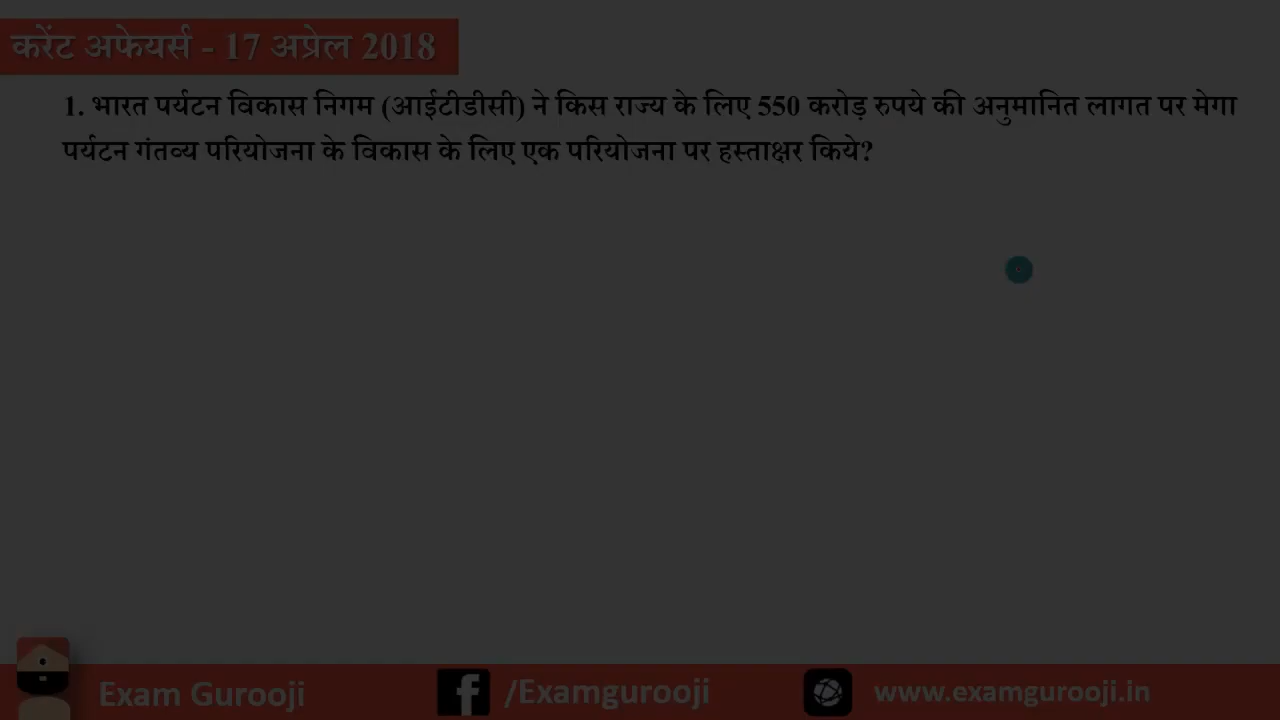 करेंट अफेयर्स - 17 अप्रेल 2018
1. भारत पर्यटन विकास निगम (आईटीडीसी) ने किस राज्य के लिए 550 करोड़ रुपये की अनुमानित लागत पर मेगा
पर्यटन गंतव्य परियोजना के विकास के लिए एक परियोजना पर हस्ताक्षर किये?
Exam Gurooji /Examgurooji www.examgurooji.in